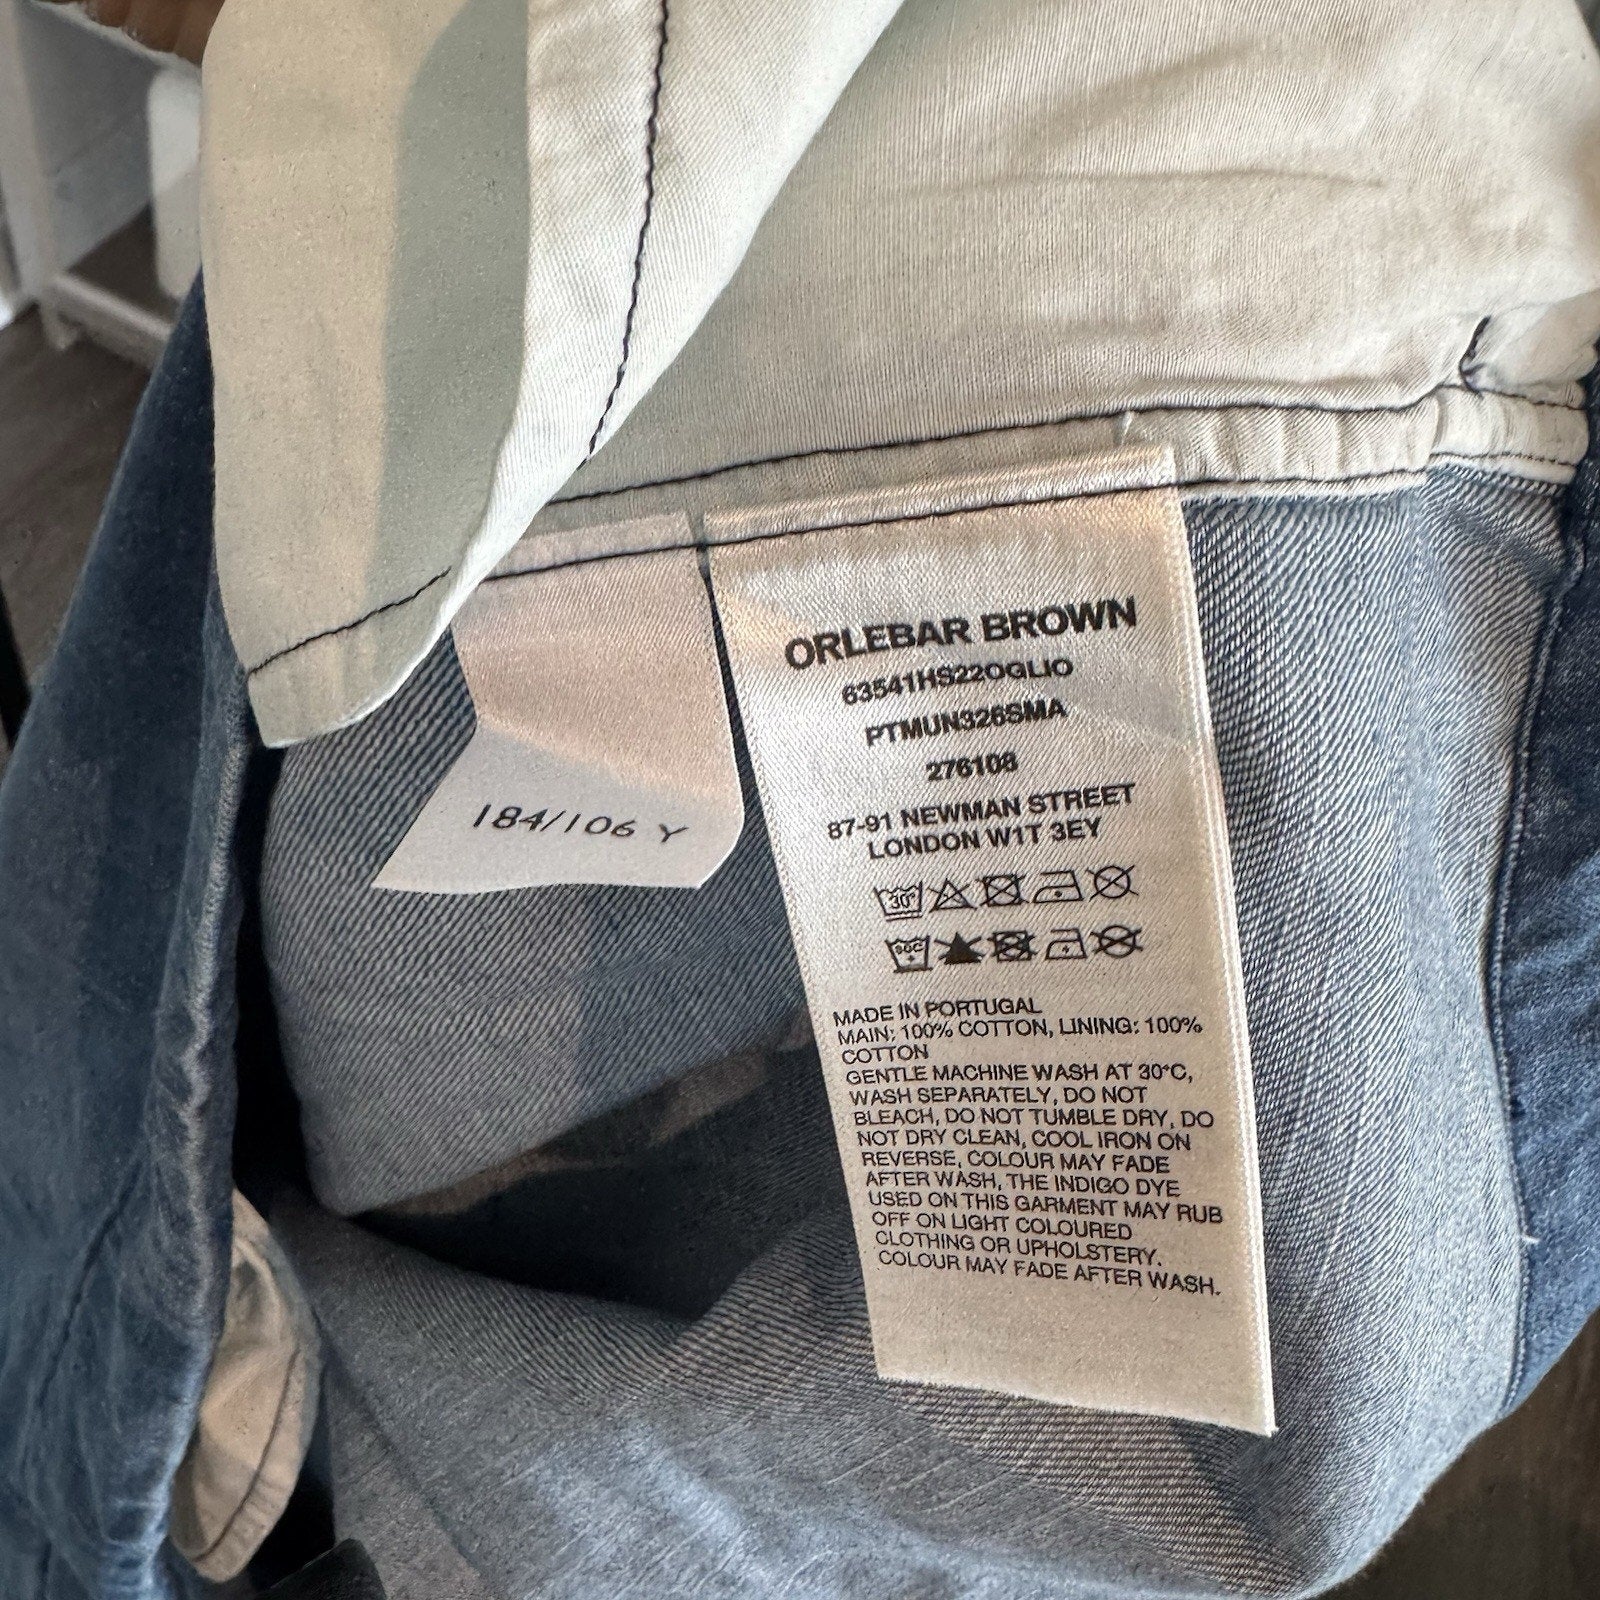 184/106 Y
ORLEBAR BROWN
63541HS22OGLIO
PTMUN326SMA
276108
87-91 NEWMAN STREET
LONDON W1T 3EY
30°
50C
MADE IN PORTUGAL
MAIN: 100% COTTON, LINING: 100%
COTTON
GENTLE MACHINE WASH AT 30°C,
WASH SEPARATELY, DO NOT
BLEACH, DO NOT TUMBLE DRY, DO
NOT DRY CLEAN, COOL IRON ON
REVERSE, COLOUR MAY FADE
AFTER WASH, THE INDIGO DYE
USED ON THIS GARMENT MAY RUB
OFF ON LIGHT COLOURED
CLOTHING OR UPHOLSTERY.
COLOUR MAY FADE AFTER WASH.